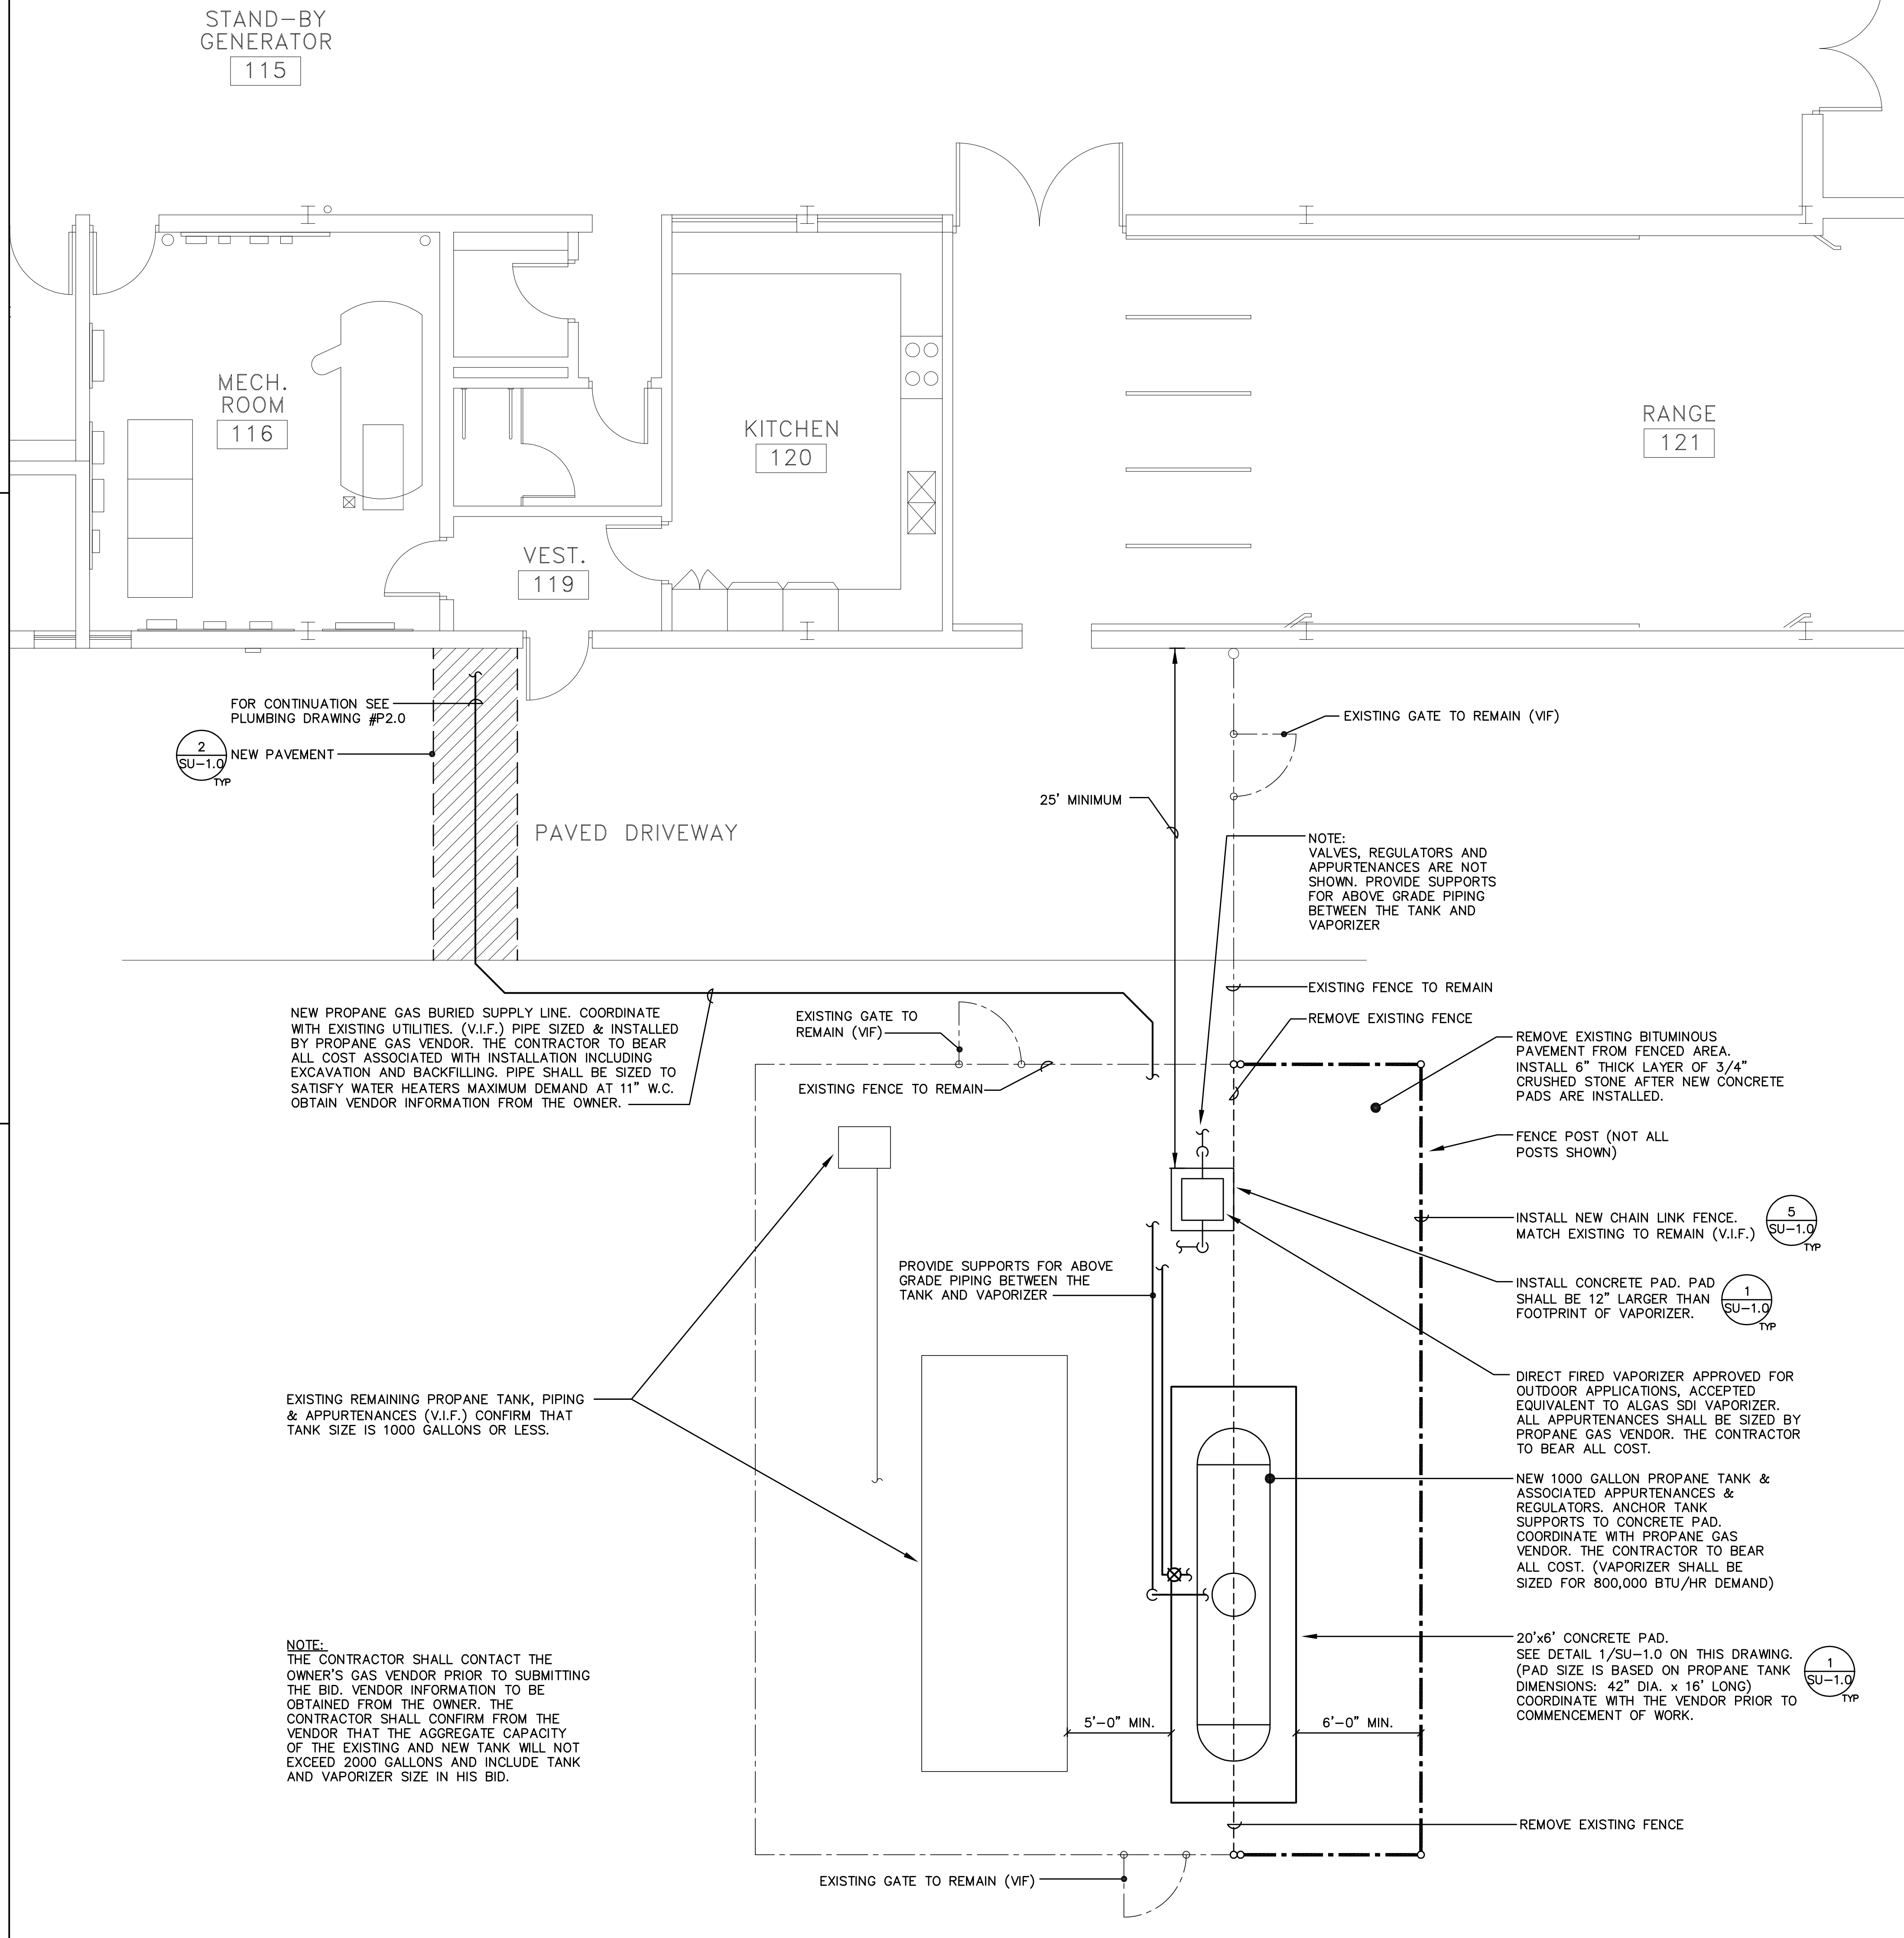 STAND-BY
GENERATOR
115
MECH.
ROOM
116
KITCHEN
120
RANGE
121
VEST.
119
FOR CONTINUATION SEE
PLUMBING DRAWING #P2.0
2
SU-1.0
TYP
NEW PAVEMENT
EXISTING GATE TO REMAIN (VIF)
25' MINIMUM
PAVED DRIVEWAY
NOTE:
VALVES, REGULATORS AND
APPURTENANCES ARE NOT
SHOWN. PROVIDE SUPPORTS
FOR ABOVE GRADE PIPING
BETWEEN THE TANK AND
VAPORIZER
EXISTING FENCE TO REMAIN
NEW PROPANE GAS BURIED SUPPLY LINE. COORDINATE
WITH EXISTING UTILITIES. (V.I.F.) PIPE SIZED & INSTALLED
BY PROPANE GAS VENDOR. THE CONTRACTOR TO BEAR
ALL COST ASSOCIATED WITH INSTALLATION INCLUDING
EXCAVATION AND BACKFILLING. PIPE SHALL BE SIZED TO
SATISFY WATER HEATERS MAXIMUM DEMAND AT 11" W.C.
OBTAIN VENDOR INFORMATION FROM THE OWNER.
EXISTING GATE TO
REMAIN (VIF)
REMOVE EXISTING FENCE
EXISTING FENCE TO REMAIN
REMOVE EXISTING BITUMINOUS
PAVEMENT FROM FENCED AREA.
INSTALL 6" THICK LAYER OF 3/4"
CRUSHED STONE AFTER NEW CONCRETE
PADS ARE INSTALLED.
FENCE POST (NOT ALL
POSTS SHOWN)
INSTALL NEW CHAIN LINK FENCE.
MATCH EXISTING TO REMAIN (V.I.F.)
5
SU-1.0
TYP
PROVIDE SUPPORTS FOR ABOVE
GRADE PIPING BETWEEN THE
TANK AND VAPORIZER
INSTALL CONCRETE PAD. PAD
SHALL BE 12" LARGER THAN
FOOTPRINT OF VAPORIZER.
1
SU-1.0
TYP
EXISTING REMAINING PROPANE TANK, PIPING
& APPURTENANCES (V.I.F.) CONFIRM THAT
TANK SIZE IS 1000 GALLONS OR LESS.
DIRECT FIRED VAPORIZER APPROVED FOR
OUTDOOR APPLICATIONS, ACCEPTED
EQUIVALENT TO ALGAS SDI VAPORIZER.
ALL APPURTENANCES SHALL BE SIZED BY
PROPANE GAS VENDOR. THE CONTRACTOR
TO BEAR ALL COST.
NEW 1000 GALLON PROPANE TANK &
ASSOCIATED APPURTENANCES &
REGULATORS. ANCHOR TANK
SUPPORTS TO CONCRETE PAD.
COORDINATE WITH PROPANE GAS
VENDOR. THE CONTRACTOR TO BEAR
ALL COST. (VAPORIZER SHALL BE
SIZED FOR 800,000 BTU/HR DEMAND)
NOTE:
THE CONTRACTOR SHALL CONTACT THE
OWNER'S GAS VENDOR PRIOR TO SUBMITTING
THE BID. VENDOR INFORMATION TO BE
OBTAINED FROM THE OWNER. THE
CONTRACTOR SHALL CONFIRM FROM THE
VENDOR THAT THE AGGREGATE CAPACITY
OF THE EXISTING AND NEW TANK WILL NOT
EXCEED 2000 GALLONS AND INCLUDE TANK
AND VAPORIZER SIZE IN HIS BID.
20'x6' CONCRETE PAD.
SEE DETAIL 1/SU-1.0 ON THIS DRAWING.
(PAD SIZE IS BASED ON PROPANE TANK
DIMENSIONS: 42" DIA. x 16' LONG)
COORDINATE WITH THE VENDOR PRIOR TO
COMMENCEMENT OF WORK.
1
SU-1.0
TYP
5'-0" MIN.
6'-0" MIN.
REMOVE EXISTING FENCE
EXISTING GATE TO REMAIN (VIF)